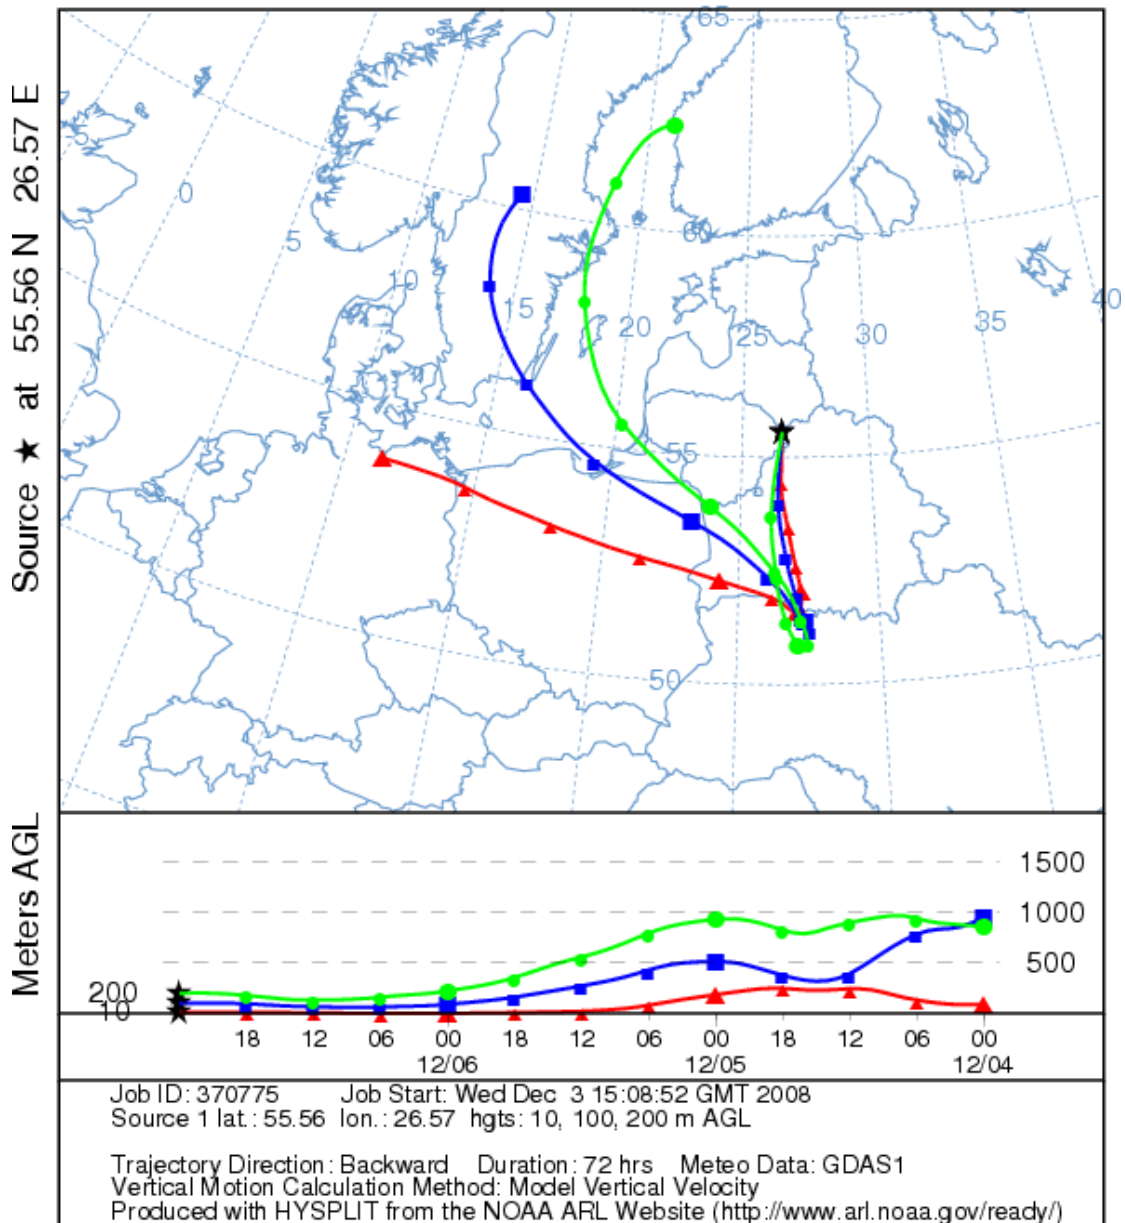 Source ★ at 55.56 N 26.57 E
65
0
5
60
10
40
15
20
25
30
35
55
50
Meters AGL
1500
1000
500
200
10
18 12 06 00 18 12 06 00 18 12 06 00
12/06 12/05 12/04
Job ID: 370775 Job Start: Wed Dec 3 15:08:52 GMT 2008
Source 1 lat.: 55.56 lon.: 26.57 hgts: 10, 100, 200 m AGL
Trajectory Direction: Backward Duration: 72 hrs Meteo Data: GDAS1
Vertical Motion Calculation Method: Model Vertical Velocity
Produced with HYSPLIT from the NOAA ARL Website (http://www.arl.noaa.gov/ready/)